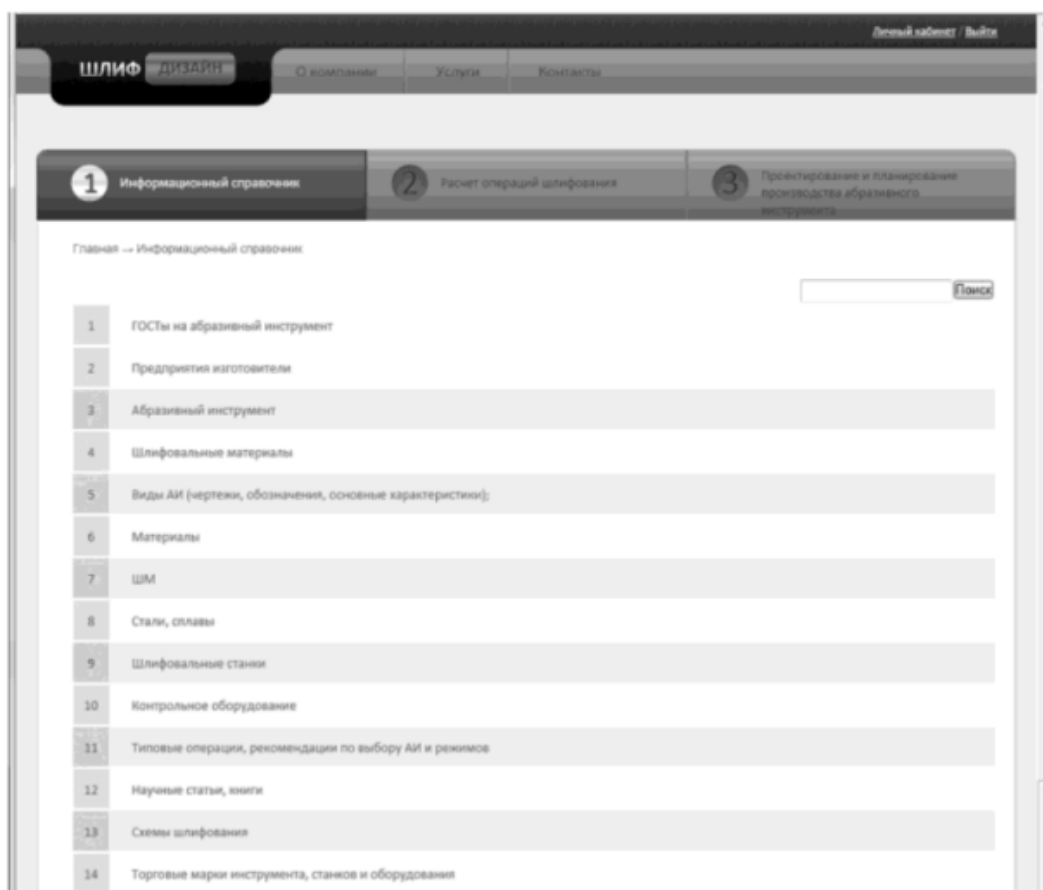 Личный кабинет / Выйти
ШЛИФ ДИЗАЙН
О компании
Услуги
Контакты
1
Информационный справочник
2
Расчет операций шлифования
3
Проектирование и планирование
производства абразивного
инструмента
Главная → Информационный справочник
Поиск
1 ГОСТы на абразивный инструмент
2 Предприятия изготовители
3 Абразивный инструмент
4 Шлифовальные материалы
5 Виды АИ (чертежи, обозначения, основные характеристики);
6 Материалы
7 ШМ
8 Стали, сплавы
9 Шлифовальные станки
10 Контрольное оборудование
11 Типовые операции, рекомендации по выбору АИ и режимов
12 Научные статьи, книги
13 Схемы шлифования
14 Торговые марки инструмента, станков и оборудования